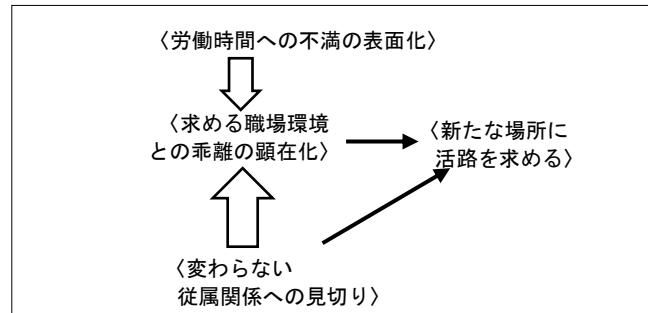 〈労働時間への不満の表面化〉
〈求める職場環境
との乖離の顕在化〉
〈新たな場所に
活路を求める〉
〈変わらない
従属関係への見切り〉